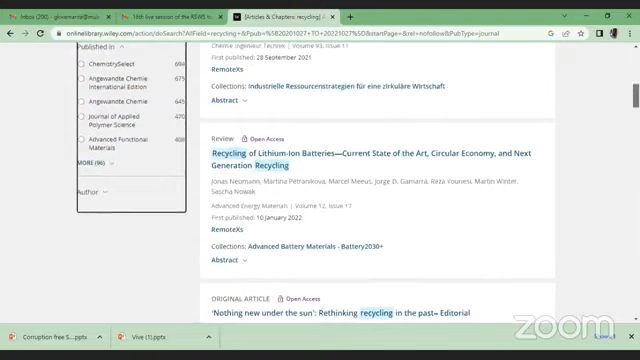 Inbox (200) - gkwemarite@mui
16th live session of the REWS tr
[Articles & Chapters: recycling] A
onlinelibrary.wiley.com/action/doSearch?AllField=recycling+&Ppub=%5B20201027 TO +20221027%5D&startPage=&rel=nofollow&PubType=journal
Published in
ChemistrySelect 694
Angewandte Chemie International Edition 675
Angewandte Chemie 645
Journal of Applied Polymer Science 470
Advanced Functional Materials 408
MORE (96)
Author
Chemie Ingenieur Technik | Volume 93, Issue 11
First published: 28 September 2021
RemoteXs
Collections: Industrielle Ressourcenstrategien für eine zirkuläre Wirtschaft
Abstract
Review Open Access
Recycling of Lithium-Ion Batteries—Current State of the Art, Circular Economy, and Next
Generation Recycling
Jonas Neumann, Martina Petranikova, Marcel Meeus, Jorge D. Gamarra, Reza Younesi, Martin Winter,
Sascha Nowak
Advanced Energy Materials | Volume 12, Issue 17
First published: 10 January 2022
RemoteXs
Collections: Advanced Battery Materials - Battery2030+
Abstract
ORIGINAL ARTICLE Open Access
'Nothing new under the sun': Rethinking recycling in the past– Editorial
Corruption free S....pptx
Vive (1).pptx
zoom